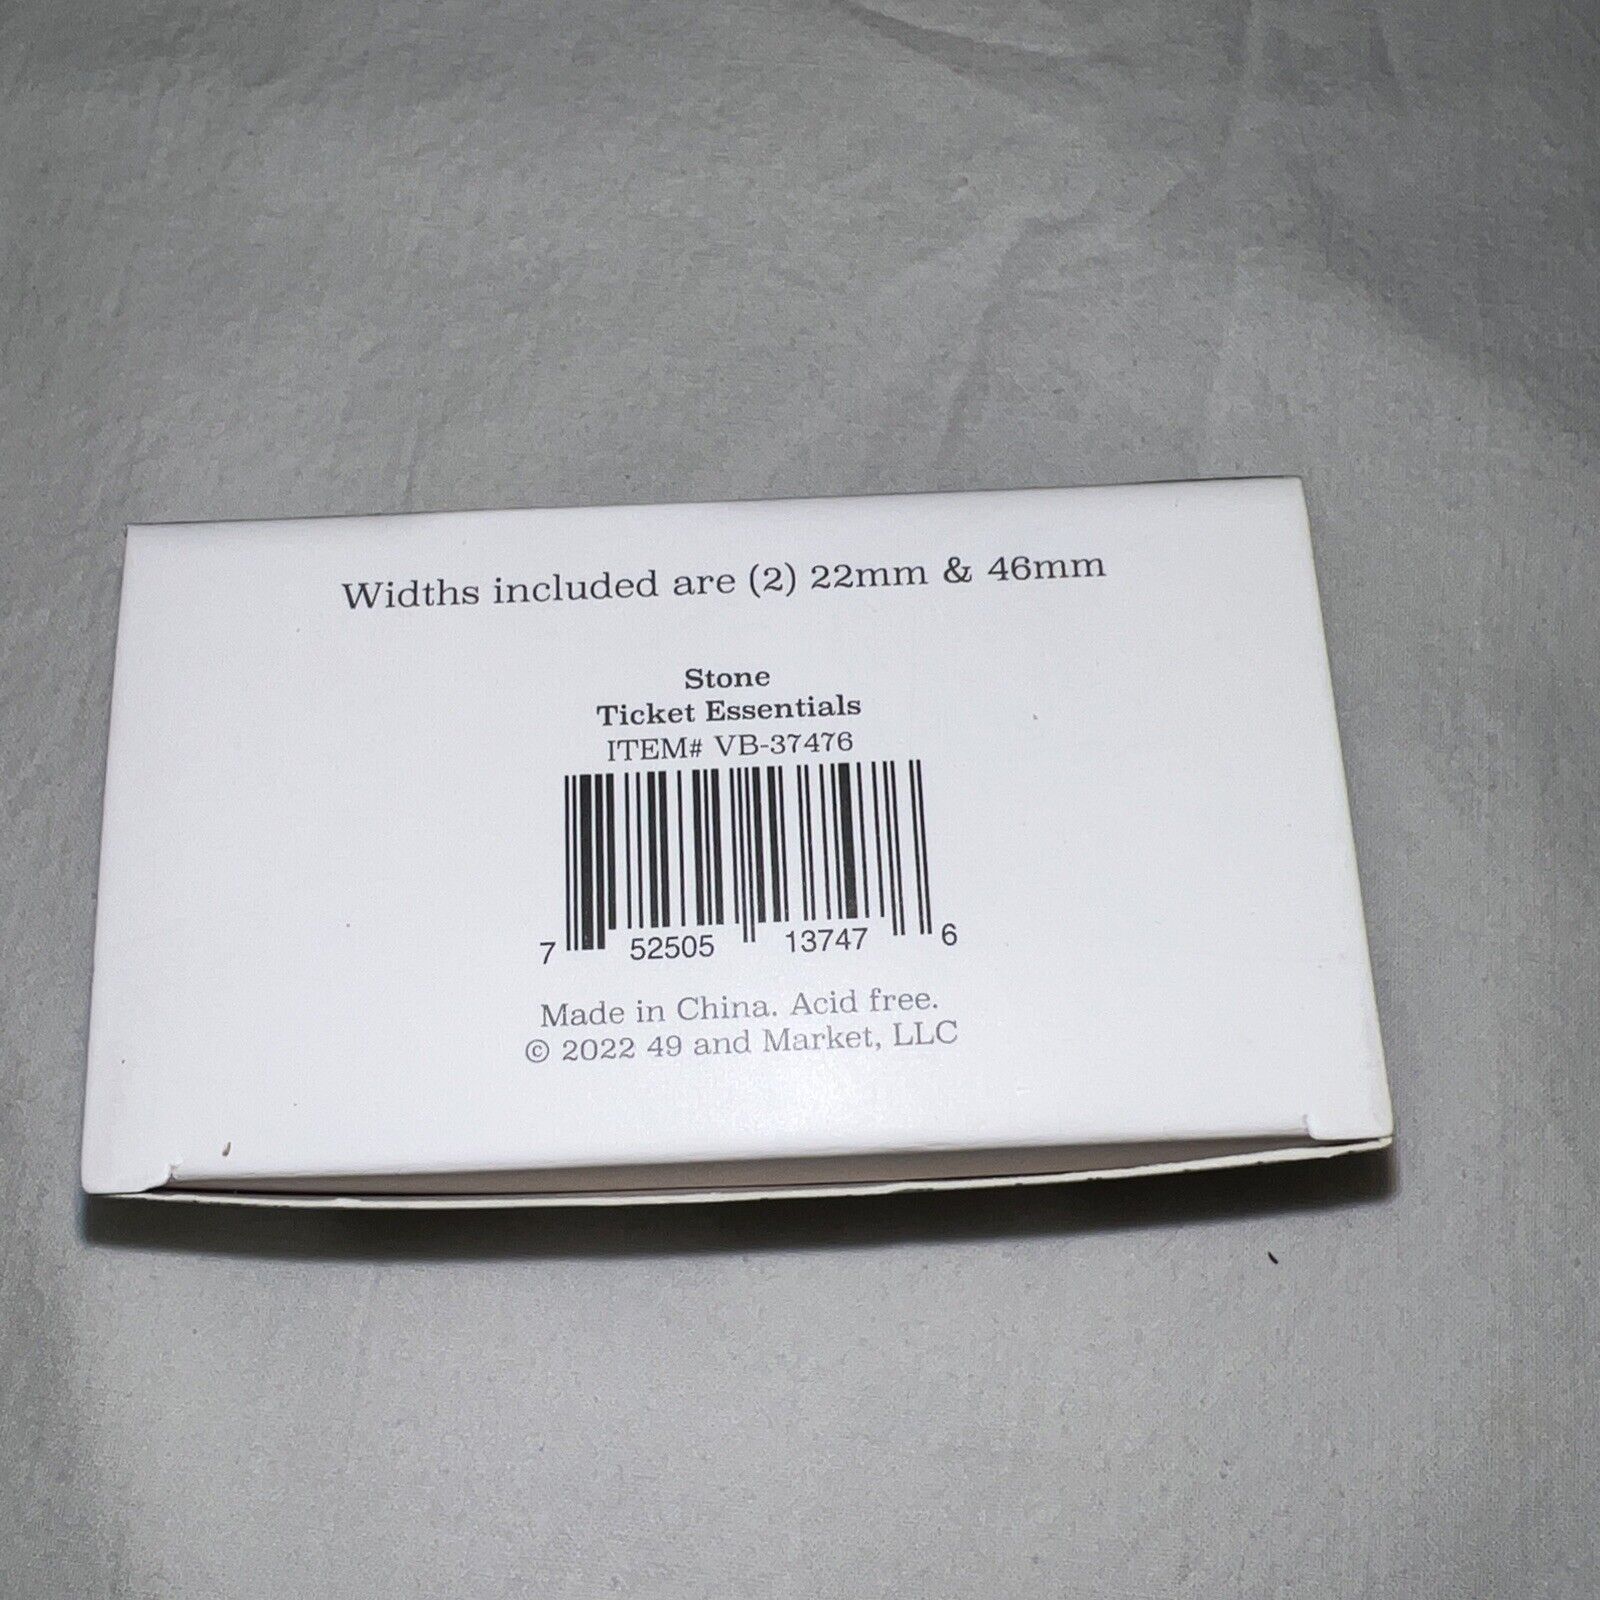 Widths included are (2) 22mm & 46mm
Stone
Ticket Essentials
ITEM# VB-37476
7 52505 13747 6
Made in China. Acid free.
© 2022 49 and Market, LLC